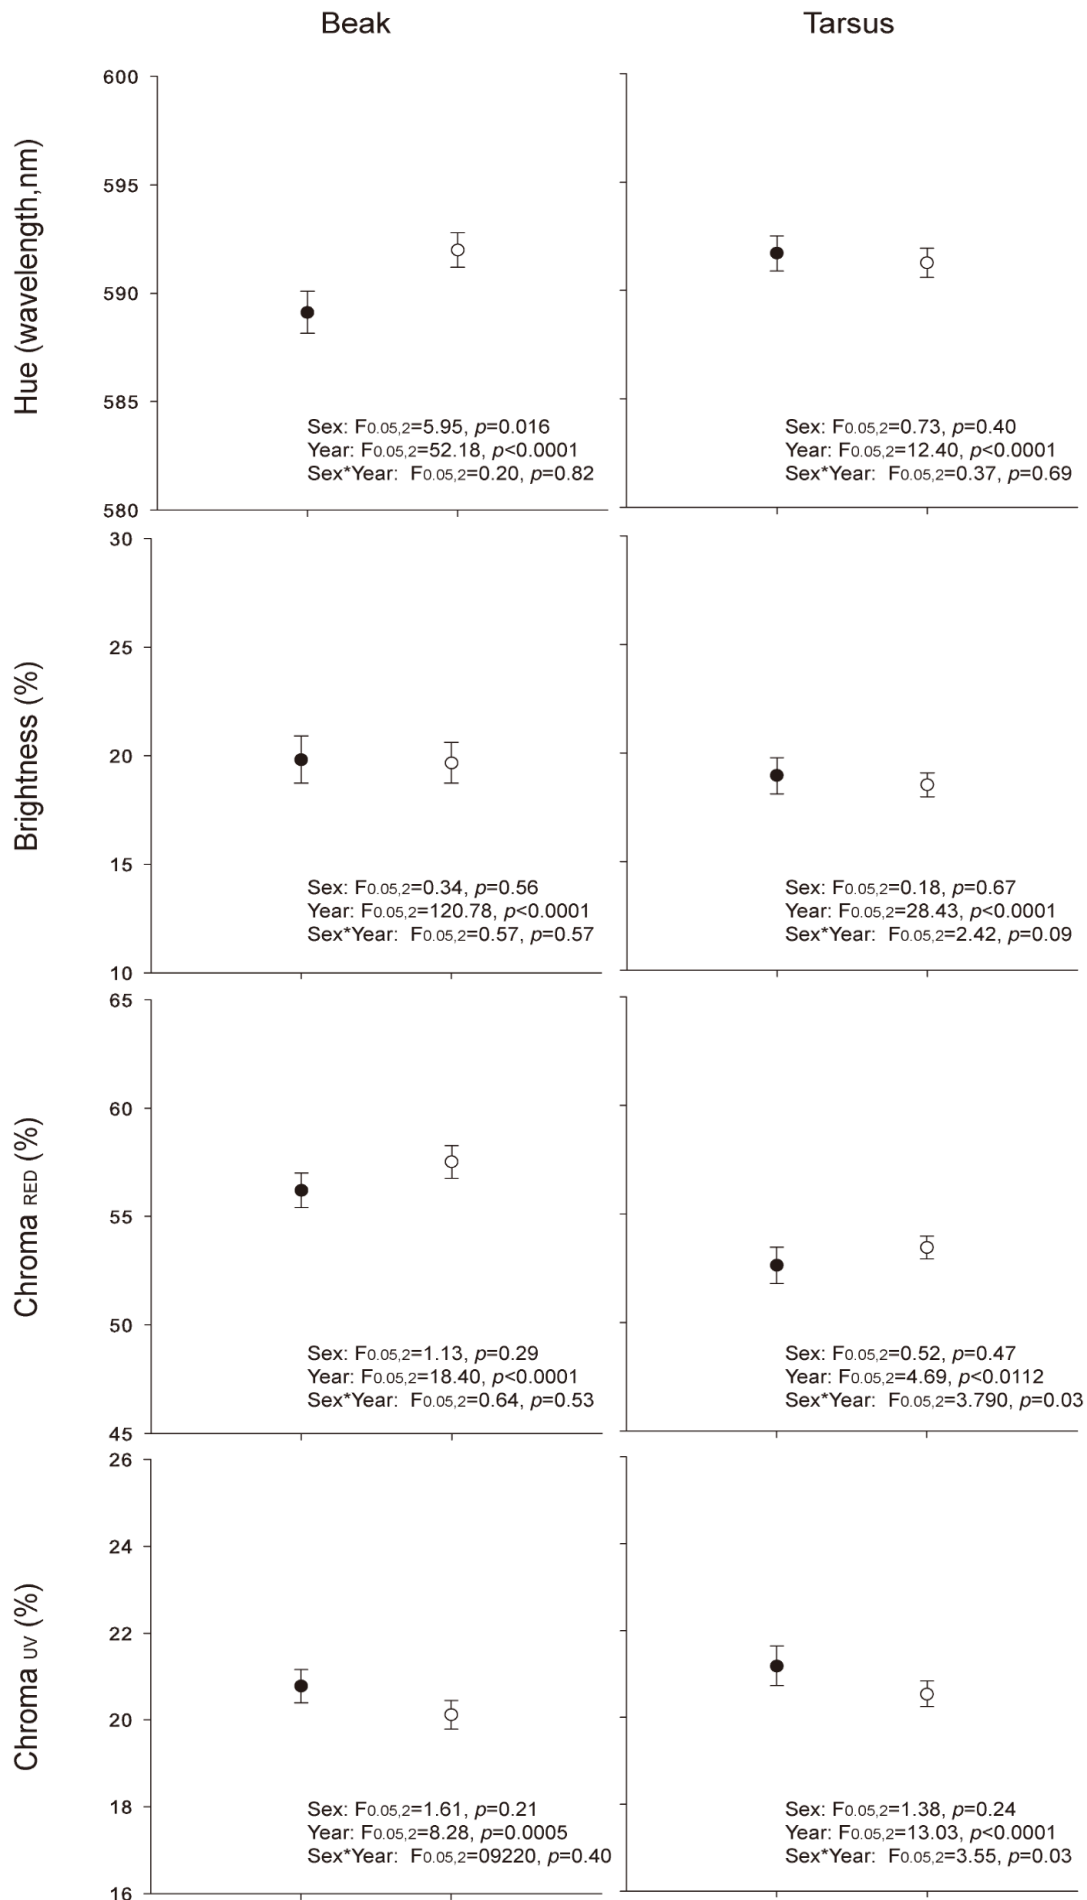 Beak
Tarsus
Hue (wavelength,nm)
600
595
590
585
580
Sex: F0.05,2=5.95, p=0.016
Year: F0.05,2=52.18, p<0.0001
Sex*Year: F0.05,2=0.20, p=0.82
Sex: F0.05,2=0.73, p=0.40
Year: F0.05,2=12.40, p<0.0001
Sex*Year: F0.05,2=0.37, p=0.69
Brightness (%)
30
25
20
15
10
Sex: F0.05,2=0.34, p=0.56
Year: F0.05,2=120.78, p<0.0001
Sex*Year: F0.05,2=0.57, p=0.57
Sex: F0.05,2=0.18, p=0.67
Year: F0.05,2=28.43, p<0.0001
Sex*Year: F0.05,2=2.42, p=0.09
Chroma RED (%)
65
60
55
50
45
Sex: F0.05,2=1.13, p=0.29
Year: F0.05,2=18.40, p<0.0001
Sex*Year: F0.05,2=0.64, p=0.53
Sex: F0.05,2=0.52, p=0.47
Year: F0.05,2=4.69, p<0.0112
Sex*Year: F0.05,2=3.790, p=0.03
Chroma UV (%)
26
24
22
20
18
16
Sex: F0.05,2=1.61, p=0.21
Year: F0.05,2=8.28, p=0.0005
Sex*Year: F0.05,2=09220, p=0.40
Sex: F0.05,2=1.38, p=0.24
Year: F0.05,2=13.03, p<0.0001
Sex*Year: F0.05,2=3.55, p=0.03